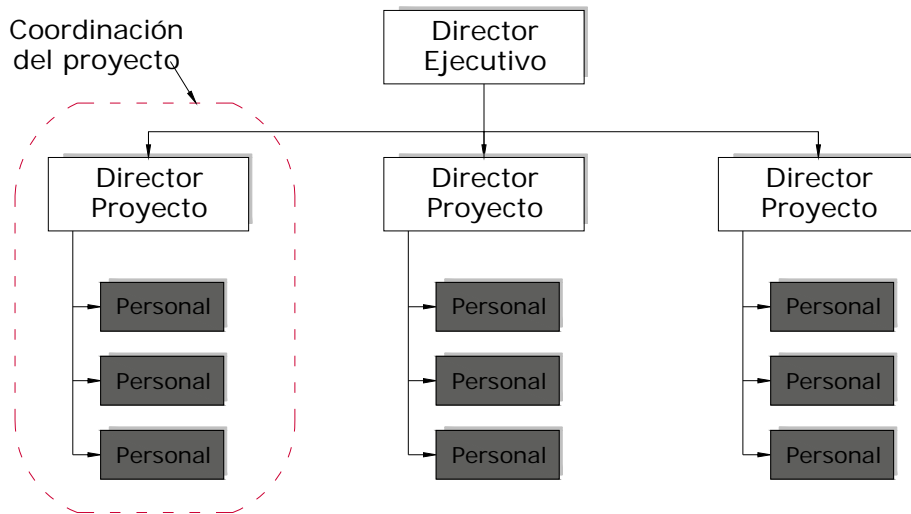 Coordinación
del proyecto
Director
Ejecutivo
Director
Proyecto
Director
Proyecto
Director
Proyecto
Personal
Personal
Personal
Personal
Personal
Personal
Personal
Personal
Personal